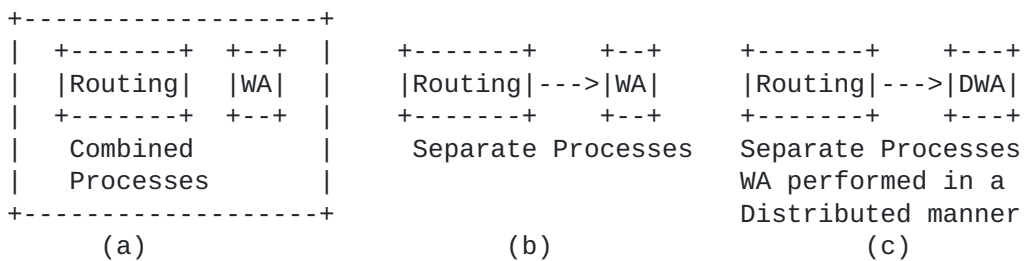 +-------------------+
|  +-------+  +--+  |    +-------+    +--+    +-------+    +---+
|  |Routing|  |WA|  |    |Routing|--->|WA|    |Routing|--->|DWA|
|  +-------+  +--+  |    +-------+    +--+    +-------+    +---+
|   Combined        |     Separate Processes  Separate Processes
|   Processes       |                         WA performed in a
+-------------------+                         Distributed manner
      (a)                       (b)                   (c)